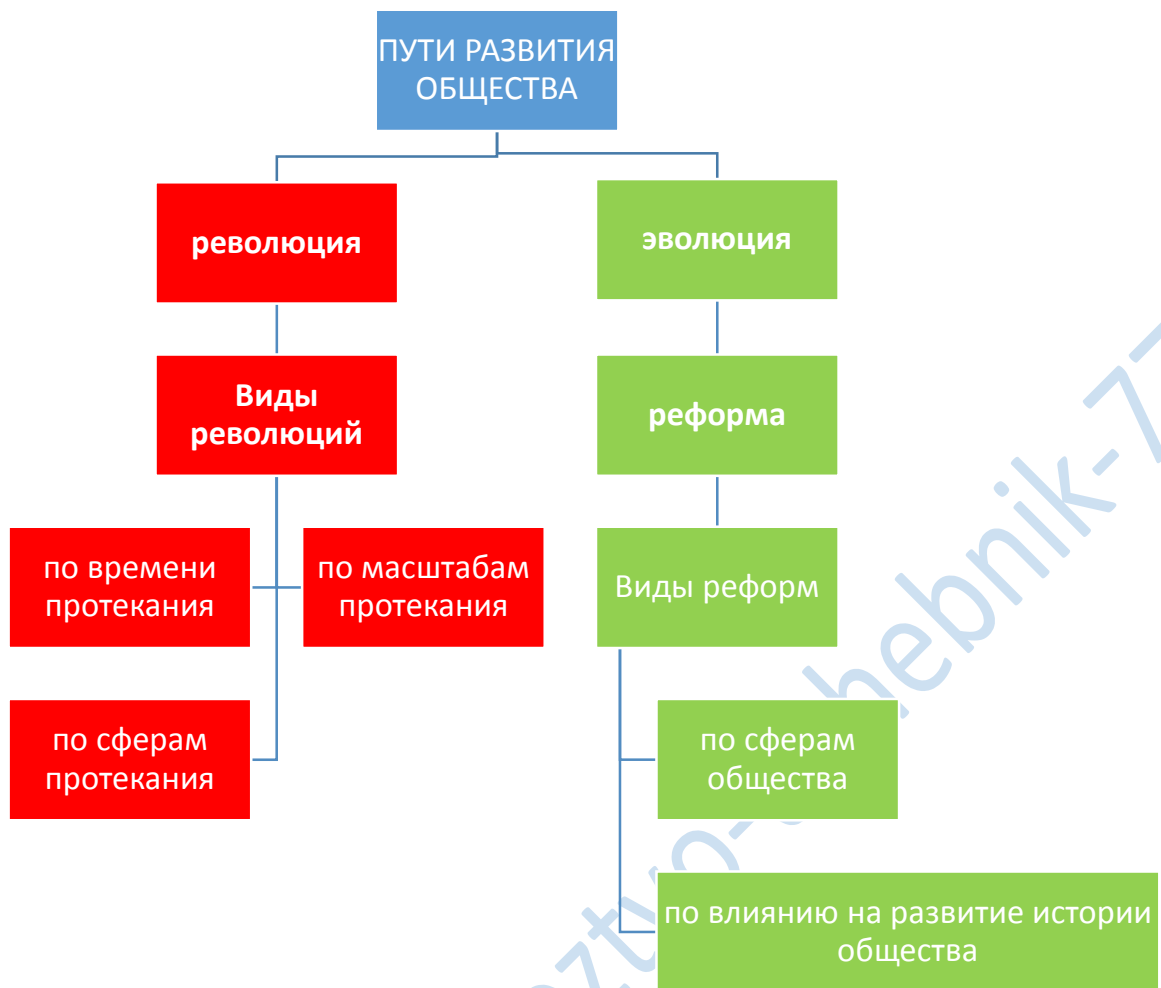 ПУТИ РАЗВИТИЯ
ОБЩЕСТВА
революция
эволюция
Виды
революций
реформа
по времени
протекания
по масштабам
протекания
Виды реформ
по сферам
протекания
по сферам
общества
по влиянию на развитие истории
общества